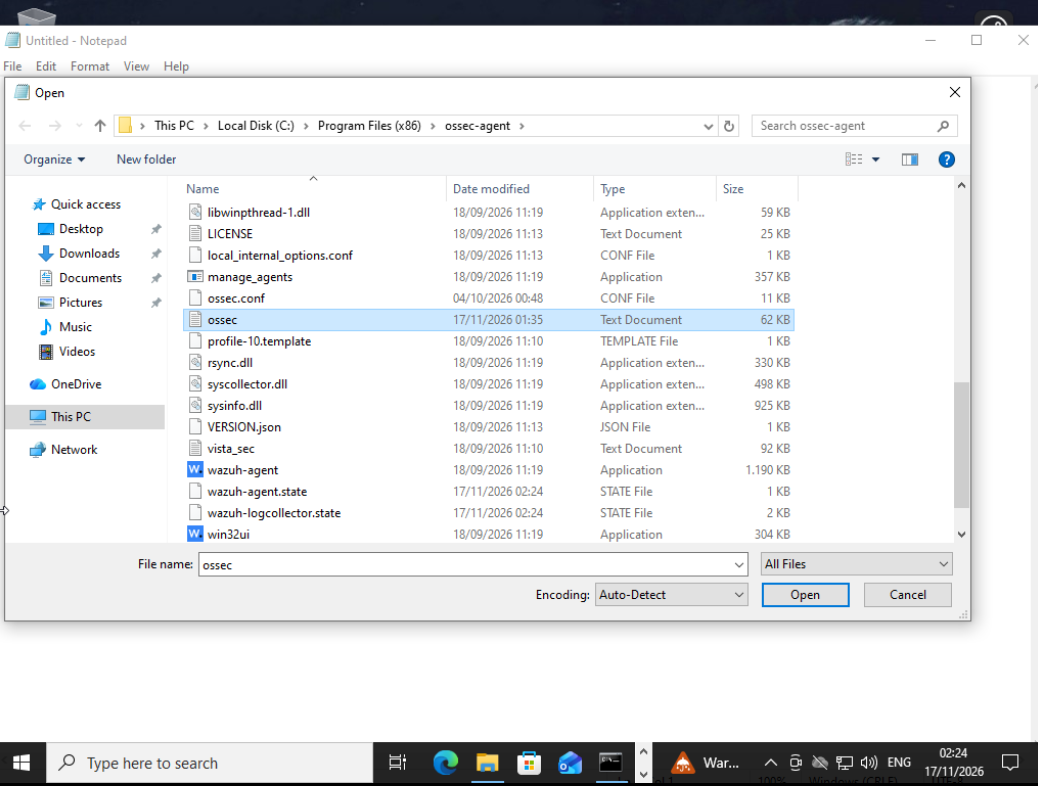 Untitled - Notepad
File Edit Format View Help
Open
This PC Local Disk (C:) Program Files (x86) ossec-agent
Search ossec-agent
Organize New folder
Name Date modified Type Size
Quick access
Desktop
Downloads
Documents
Pictures
Music
Videos
OneDrive
This PC
Network
libwinpthread-1.dll 18/09/2026 11:19 Application exten... 59 KB
LICENSE 18/09/2026 11:13 Text Document 25 KB
local_internal_options.conf 18/09/2026 11:13 CONF File 1 KB
manage_agents 18/09/2026 11:19 Application 357 KB
ossec.conf 04/10/2026 00:48 CONF File 11 KB
ossec 17/11/2026 01:35 Text Document 62 KB
profile-10.template 18/09/2026 11:10 TEMPLATE File 1 KB
rsync.dll 18/09/2026 11:19 Application exten... 330 KB
syscollector.dll 18/09/2026 11:19 Application exten... 498 KB
sysinfo.dll 18/09/2026 11:19 Application exten... 925 KB
VERSION.json 18/09/2026 11:13 JSON File 1 KB
vista_sec 18/09/2026 11:10 Text Document 92 KB
wazuh-agent 18/09/2026 11:19 Application 1.190 KB
wazuh-agent.state 17/11/2026 02:24 STATE File 1 KB
wazuh-logcollector.state 17/11/2026 02:24 STATE File 2 KB
win32ui 18/09/2026 11:19 Application 304 KB
File name: ossec
All Files
Encoding: Auto-Detect
Open Cancel
Type here to search
War...
ENG
02:24
17/11/2026
100% Windows (CRLF) UTF-8